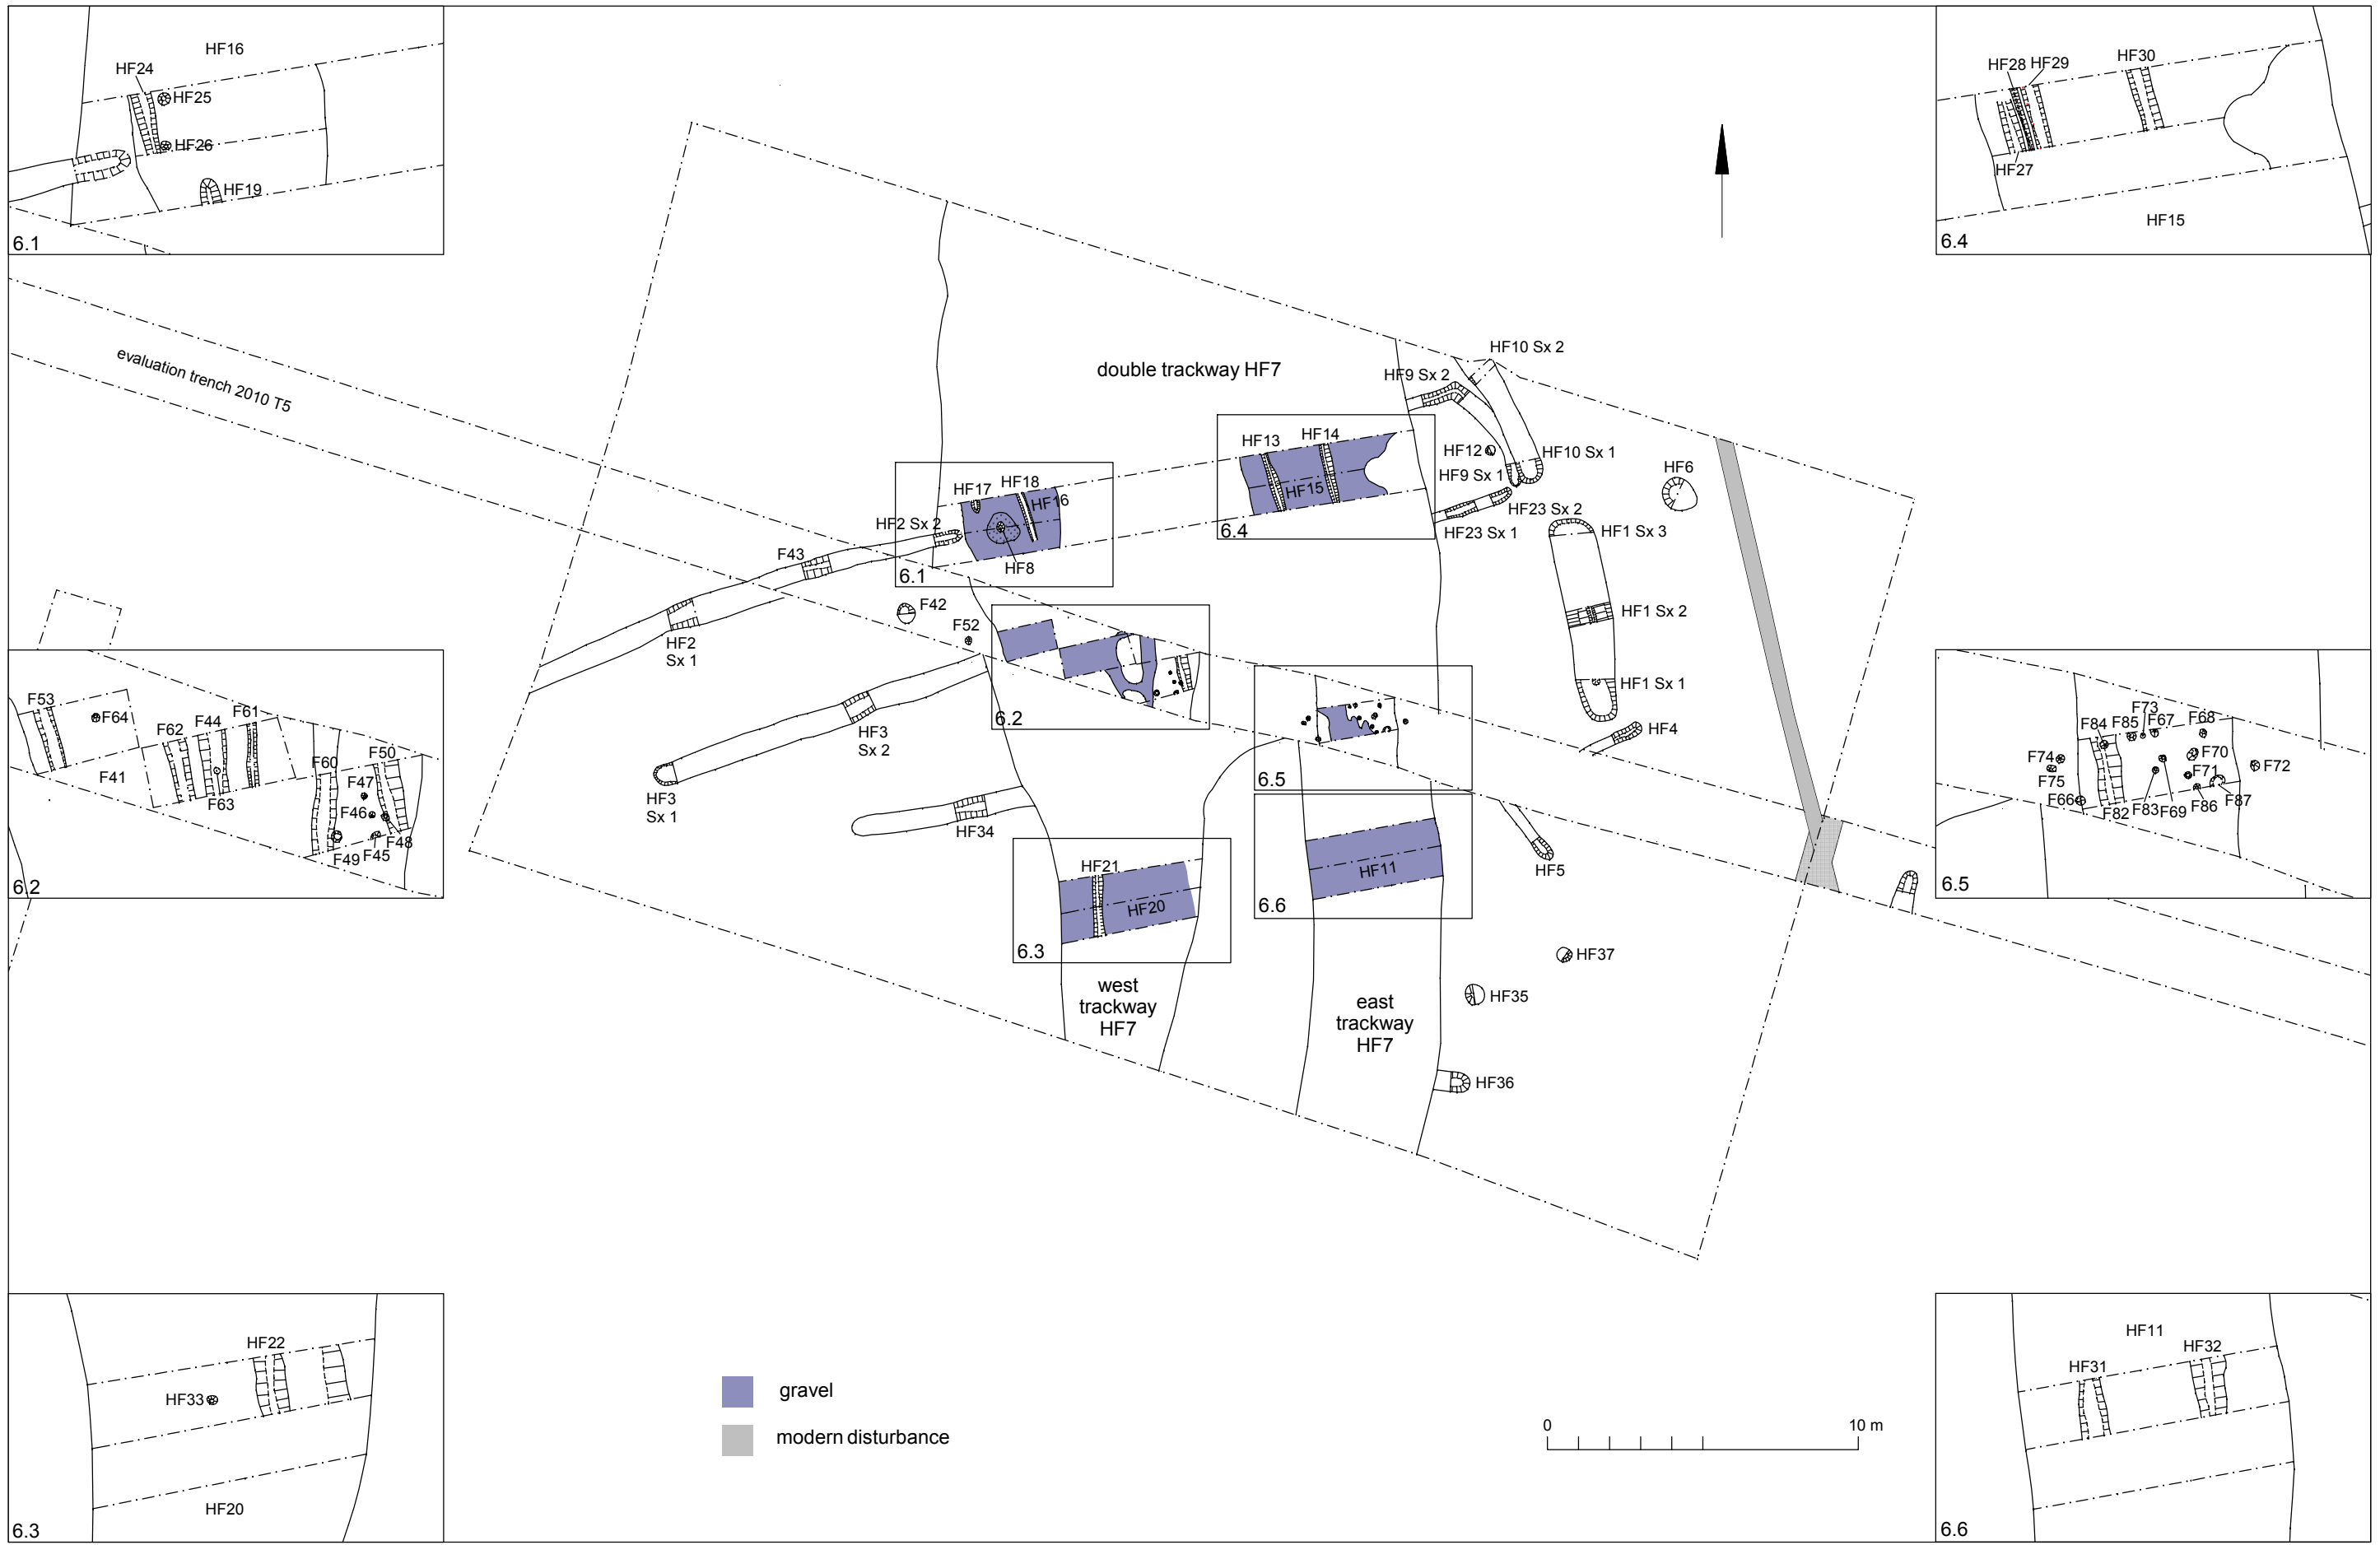 HF16
HF24
HF25
HF26
HF19
6.1
HF28
HF29
HF30
HF27
HF15
6.4
evaluation trench 2010 T5
double trackway HF7
HF10 Sx 2
HF9 Sx 2
HF13
HF14
HF15
6.4
HF12
HF10 Sx 1
HF9 Sx 1
HF6
HF23 Sx 2
HF23 Sx 1
HF1 Sx 3
HF17
HF18
HF16
HF2 Sx 2
HF8
6.1
F43
F42
F52
HF2
Sx 1
HF1 Sx 2
HF1 Sx 1
6.2
HF3
Sx 2
HF3
Sx 1
HF4
6.5
HF34
HF5
HF21
HF20
6.3
HF11
6.6
HF37
HF35
HF36
west
trackway
HF7
east
trackway
HF7
F53
F64
F62
F44
F61
F41
F63
F60
F50
F47
F46
F48
F49
F45
6.2
F73
F84
F85
F67
F68
F74
F75
F70
F71
F72
F66
F82
F83
F69
F86
F87
6.5
HF22
HF33
HF20
6.3
gravel
modern disturbance
0
10 m
HF11
HF32
HF31
6.6